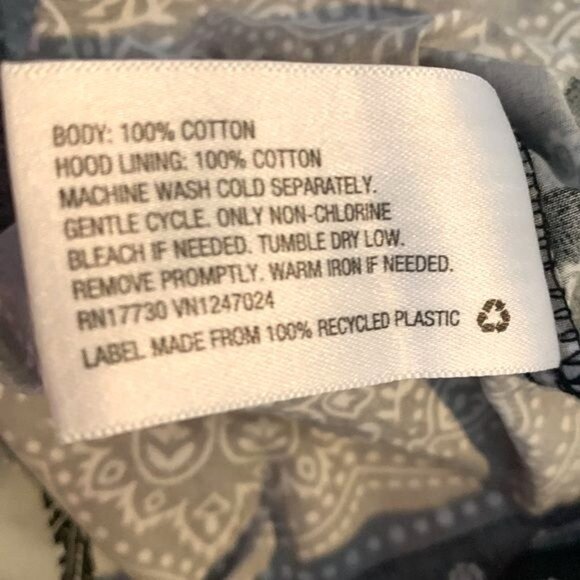 BODY: 100% COTTON
HOOD LINING: 100% COTTON
MACHINE WASH COLD SEPARATELY.
GENTLE CYCLE. ONLY NON-CHLORINE
BLEACH IF NEEDED. TUMBLE DRY LOW.
REMOVE PROMPTLY. WARM IRON IF NEEDED.
RN17730 VN1247024
LABEL MADE FROM 100% RECYCLED PLASTIC